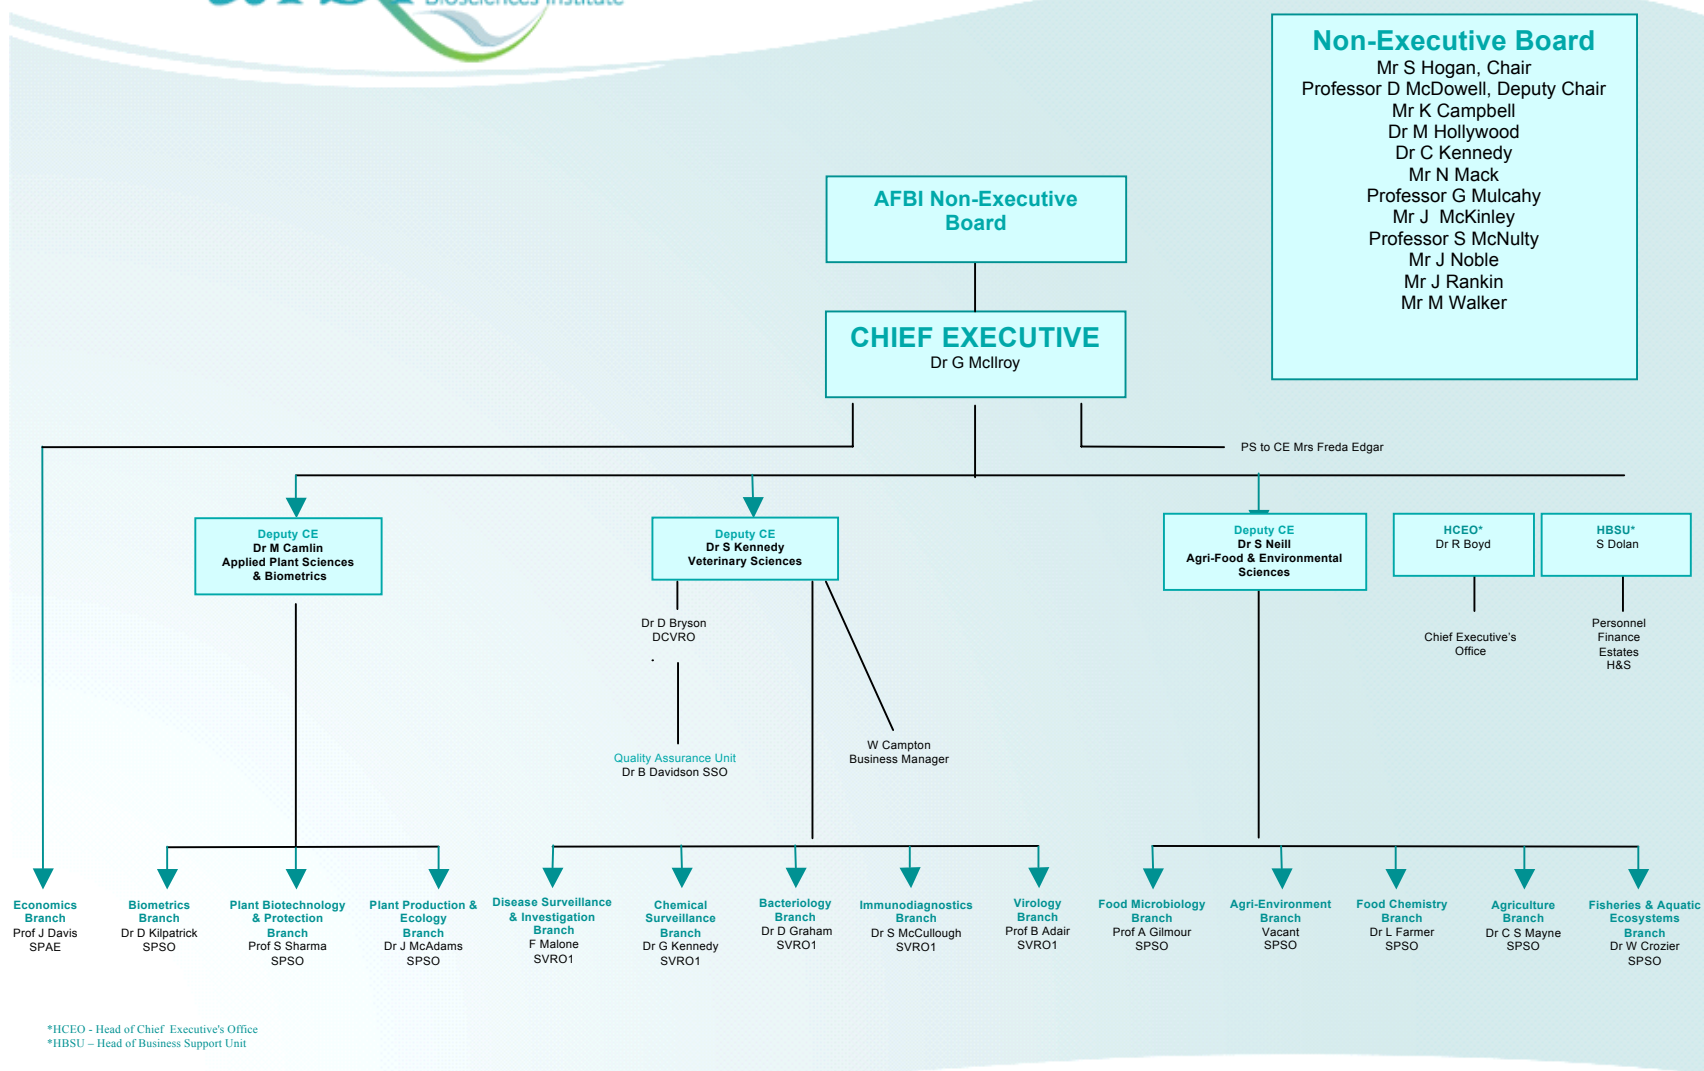 Biosciences Institute
Non-Executive Board
Mr S Hogan, Chair
Professor D McDowell, Deputy Chair
Mr K Campbell
Dr M Hollywood
Dr C Kennedy
Mr N Mack
Professor G Mulcahy
Mr J  McKinley
Professor S McNulty
Mr J Noble
Mr J Rankin
Mr M Walker
AFBI Non-Executive
Board
CHIEF EXECUTIVE
Dr G McIlroy
PS to CE Mrs Freda Edgar
Deputy CE
Dr M Camlin
Applied Plant Sciences
& Biometrics
Deputy CE
Dr S Kennedy
Veterinary Sciences
Deputy CE
Dr S Neill
Agri-Food & Environmental
Sciences
HCEO*
Dr R Boyd
HBSU*
S Dolan
Dr D Bryson
DCVRO
Chief Executive's
Office
Personnel
Finance
Estates
H&S
Quality Assurance Unit
Dr B Davidson SSO
W Campton
Business Manager
Economics
Branch
Prof J Davis
SPAE
Biometrics
Branch
Dr D Kilpatrick
SPSO
Plant Biotechnology
& Protection
Branch
Prof S Sharma
SPSO
Plant Production &
Ecology
Branch
Dr J McAdams
SPSO
Disease Surveillance
& Investigation
Branch
F Malone
SVRO1
Chemical
Surveillance
Branch
Dr G Kennedy
SVRO1
Bacteriology
Branch
Dr D Graham
SVRO1
Immunodiagnostics
Branch
Dr S McCullough
SVRO1
Virology
Branch
Prof B Adair
SVRO1
Food Microbiology
Branch
Prof A Gilmour
SPSO
Agri-Environment
Branch
Vacant
SPSO
Food Chemistry
Branch
Dr L Farmer
SPSO
Agriculture
Branch
Dr C S Mayne
SPSO
Fisheries & Aquatic
Ecosystems
Branch
Dr W Crozier
SPSO
*HCEO - Head of Chief  Executive's Office
*HBSU – Head of Business Support Unit